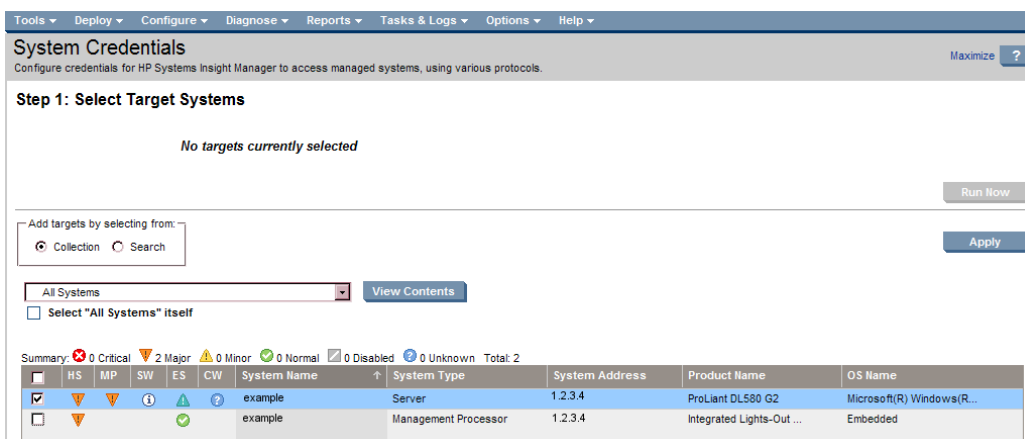 Tools Deploy Configure Diagnose Reports Tasks & Logs Options Help
System Credentials
Configure credentials for HP Systems Insight Manager to access managed systems, using various protocols.
Maximize ?
Step 1: Select Target Systems
No targets currently selected
Run Now
Add targets by selecting from:
Collection Search
Apply
All Systems View Contents
Select "All Systems" itself
Summary: 0 Critical 2 Major 0 Minor 0 Normal 0 Disabled ? 0 Unknown Total: 2
HS MP SW ES CW System Name ↑ System Type System Address Product Name OS Name
i ? example Server 1.2.3.4 ProLiant DL580 G2 Microsoft(R) Windows(R...
example Management Processor 1.2.3.4 Integrated Lights-Out ... Embedded